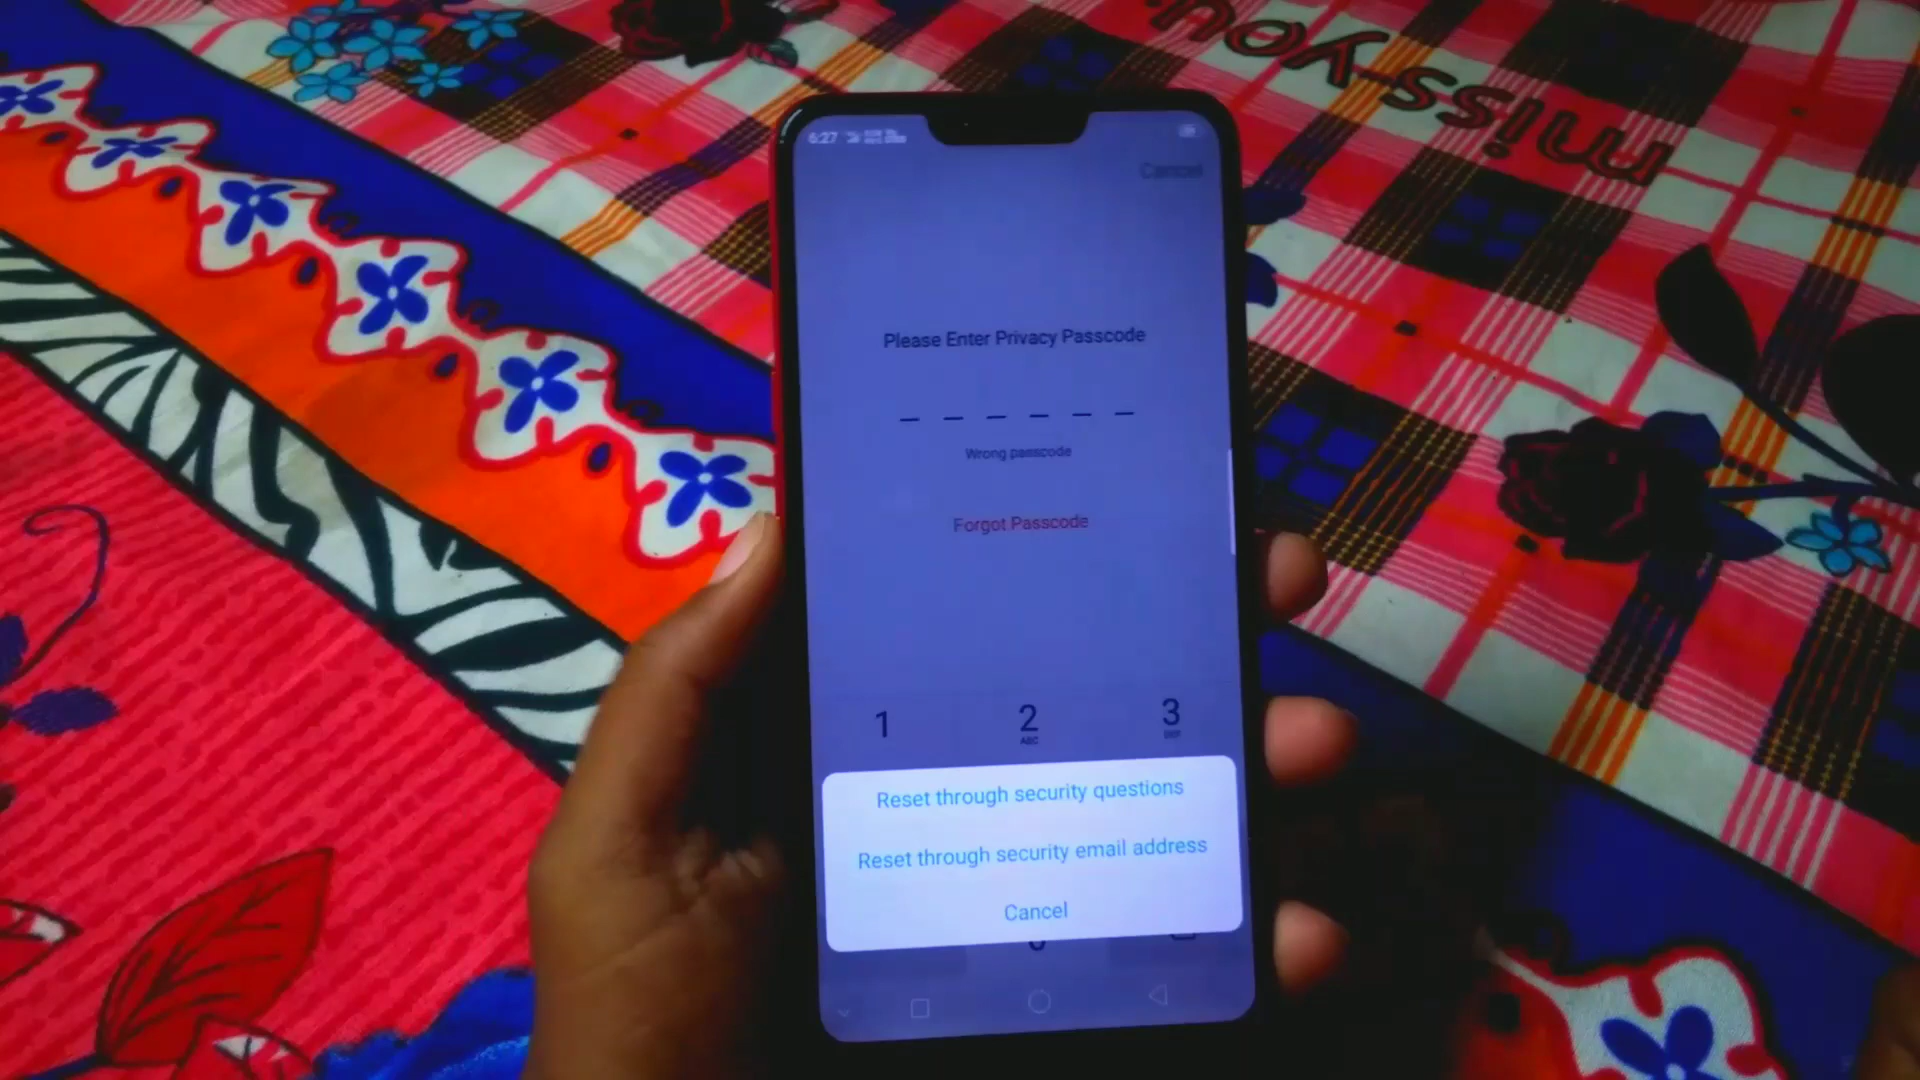 miss-you.
6:27
Cancel
Please Enter Privacy Passcode
Wrong passcode
Forgot Passcode
1 2 3
ABC DEF
Reset through security questions
Reset through security email address
Cancel